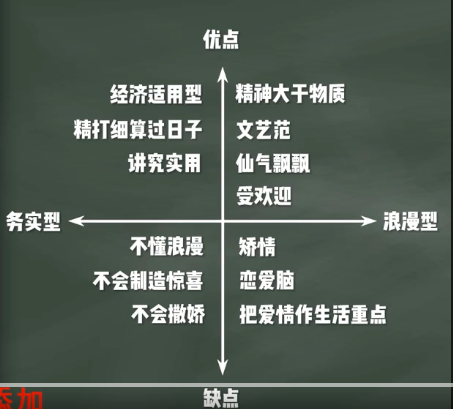 优点
经济适用型
精神大于物质
精打细算过日子
文艺范
讲究实用
仙气飘飘
受欢迎
务实型
浪漫型
不懂浪漫
矫情
不会制造惊喜
恋爱脑
不会撒娇
把爱情作生活重点
缺点
添加